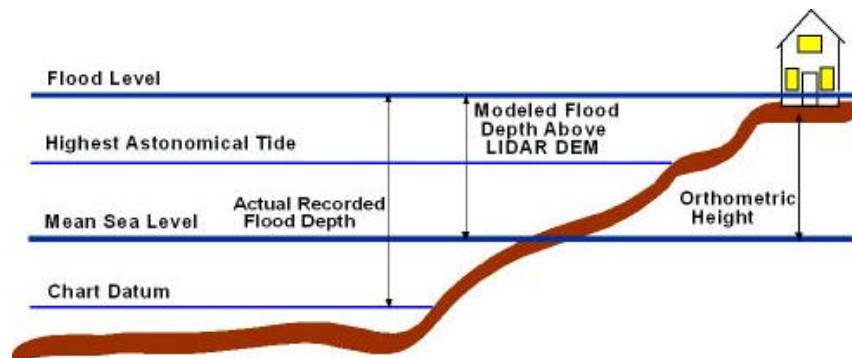 Flood Level
Modeled Flood
Depth Above
LIDAR DEM
Highest Astonomical Tide
Actual Recorded
Flood Depth
Orthometric
Height
Mean Sea Level
Chart Datum